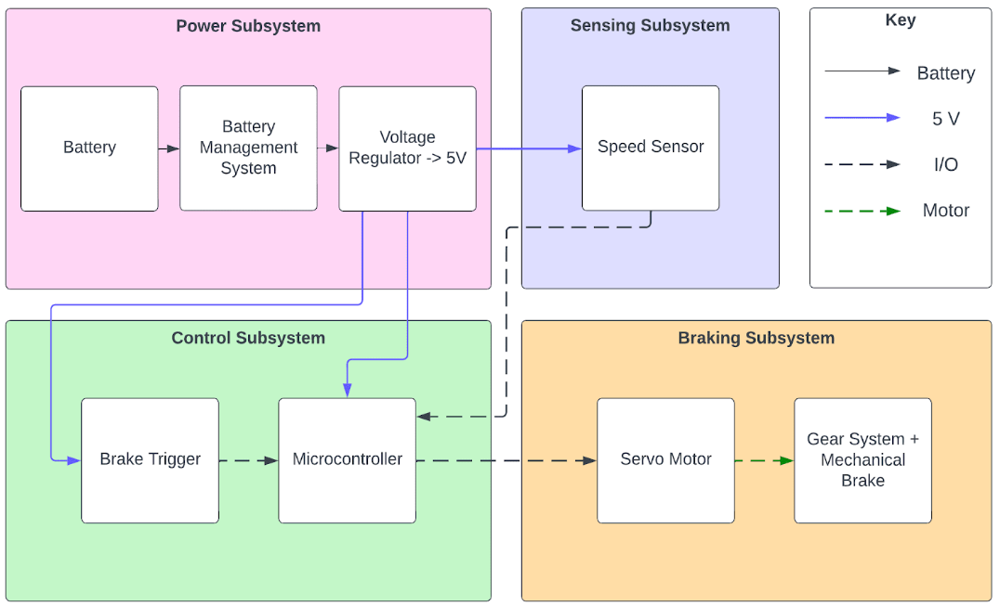 Power Subsystem
Battery
Battery
Management
System
Voltage
Regulator -> 5V
Sensing Subsystem
Speed Sensor
Key
Battery
5 V
I/O
Motor
Control Subsystem
Brake Trigger
Microcontroller
Braking Subsystem
Servo Motor
Gear System +
Mechanical
Brake